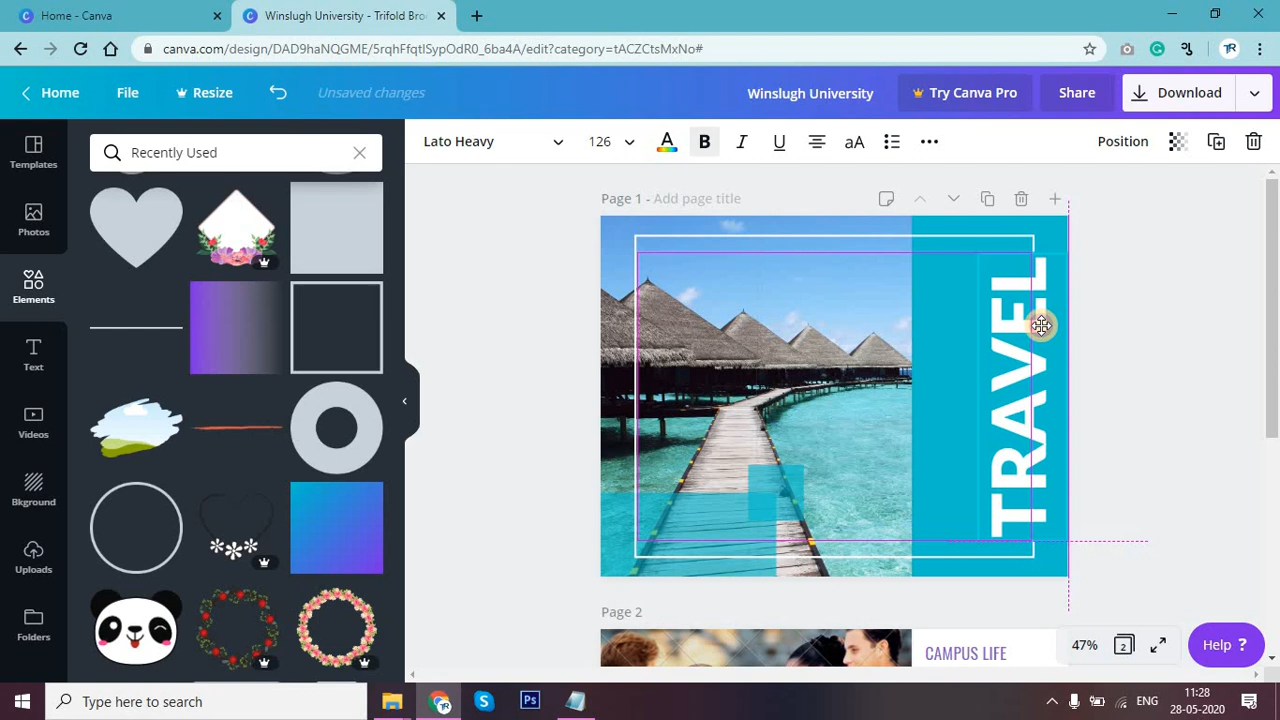 Home - Canva
Winslugh University - Trifold Bro
canva.com/design/DAD9haNQGME/5rqhFfqtlSypOdR0_6ba4A/edit?category=tACZCtsMxNo#
Home
File
Resize
Unsaved changes
Winslugh University
Try Canva Pro
Share
Download
Templates
Photos
Elements
Text
Videos
Bkground
Uploads
Folders
Recently Used
Lato Heavy
126
A
B
I
U
aA
Position
Page 1 - Add page title
TRAVEL
Page 2
CAMPUS LIFE
47%
2
Help ?
Type here to search
ENG
11:28
28-05-2020